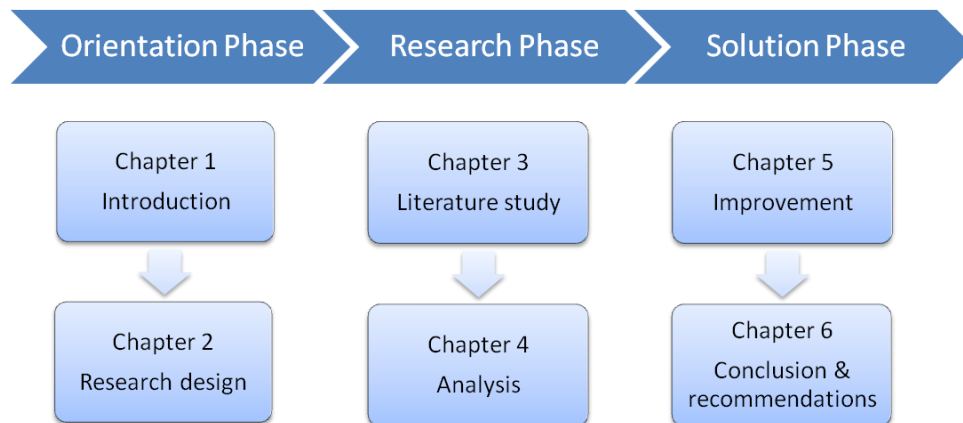 Orientation Phase
Research Phase
Solution Phase
Chapter 1
Introduction
Chapter 3
Literature study
Chapter 5
Improvement
Chapter 2
Research design
Chapter 4
Analysis
Chapter 6
Conclusion &
recommendations